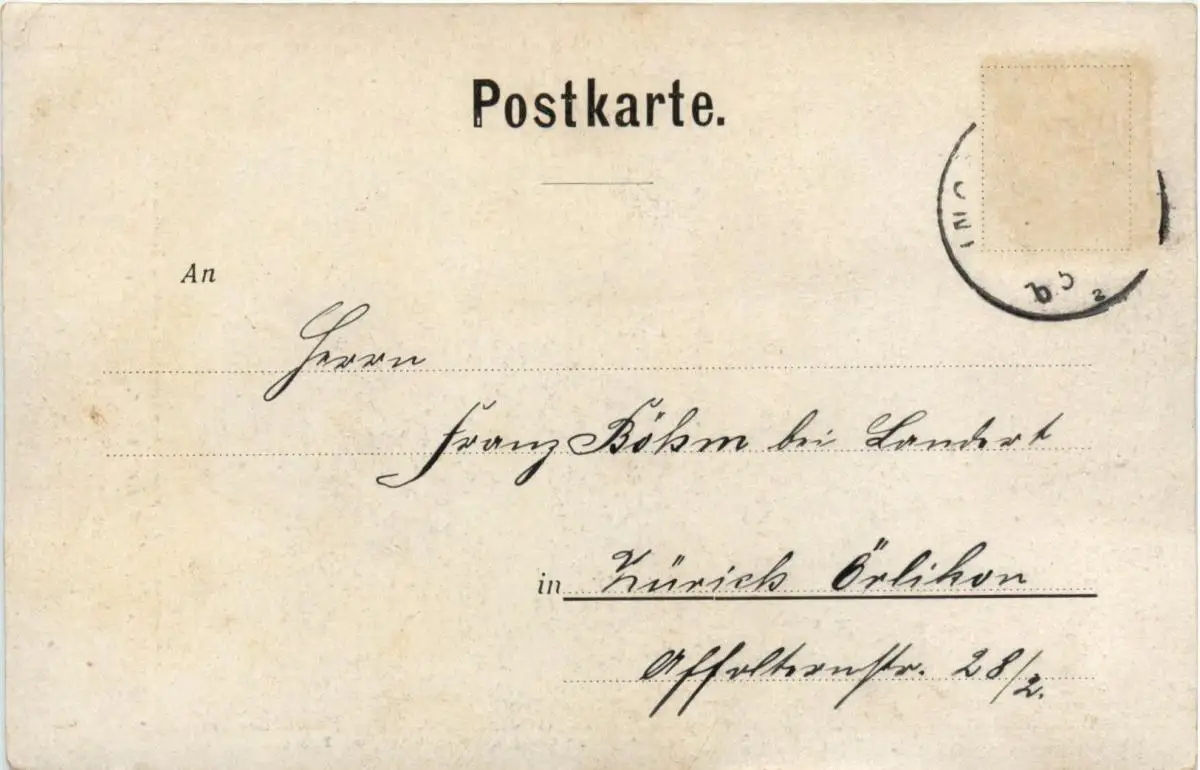 Postkarte.
An
Herrn
Franz Böhm bei Landert
in Zürich Örlikon
Affolternstr. 28/2.